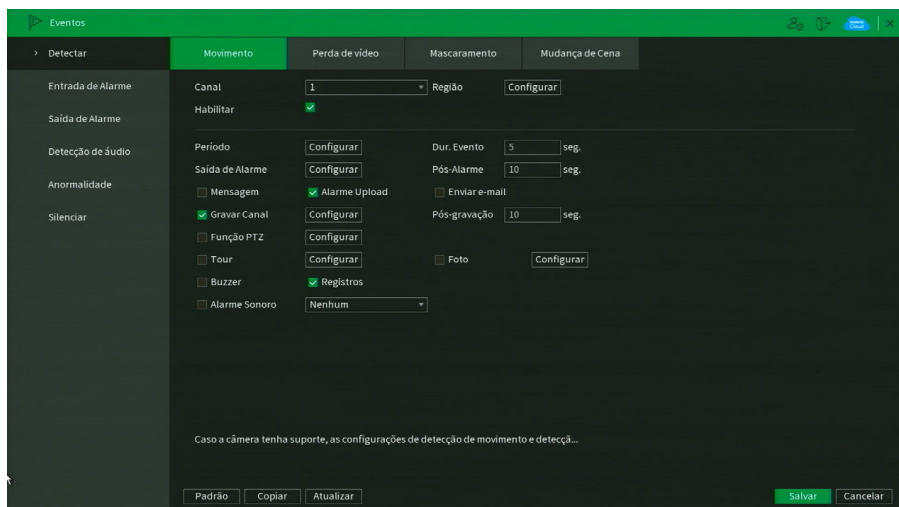 Eventos
Detectar
Entrada de Alarme
Saída de Alarme
Detecção de áudio
Anormalidade
Silenciar
Movimento Perda de vídeo Mascaramento Mudança de Cena
Canal 1 Região Configurar
Habilitar
Período Configurar Dur. Evento 5 seg.
Saída de Alarme Configurar Pós-Alarme 10 seg.
Mensagem Alarme Upload Enviar e-mail
Gravar Canal Configurar Pós-gravação 10 seg.
Função PTZ Configurar
Tour Configurar Foto Configurar
Buzzer Registros
Alarme Sonoro Nenhum
Caso a câmera tenha suporte, as configurações de detecção de movimento e detecçã...
Padrão Copiar Atualizar Salvar Cancelar